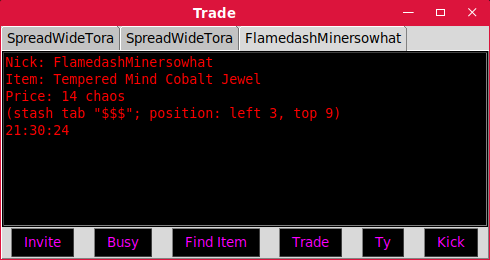 Trade
SpreadWideTora SpreadWideTora FlamedashMinersowhat
Nick: FlamedashMinersowhat
Item: Tempered Mind Cobalt Jewel
Price: 14 chaos
(stash tab "$$$"; position: left 3, top 9)
21:30:24
Invite Busy Find Item Trade Ty Kick